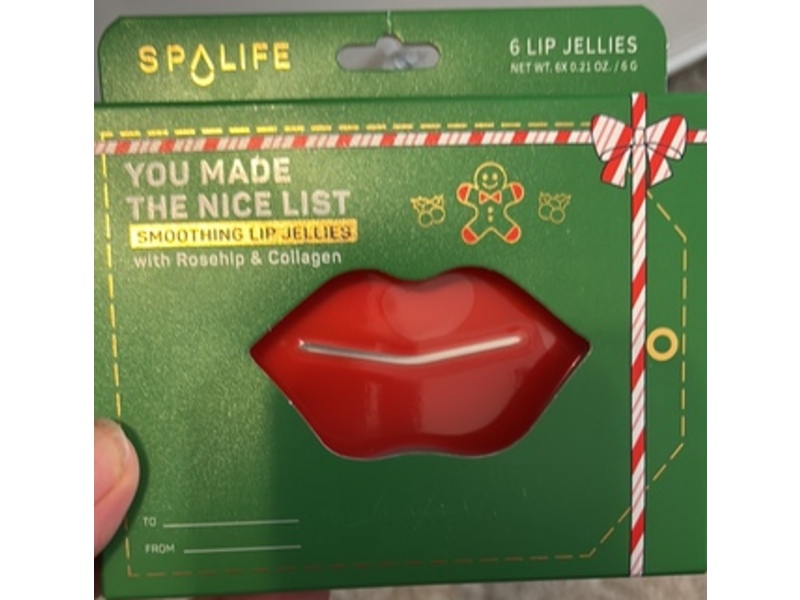 SPALIFE
6 LIP JELLIES
NET WT. 6X 0.21 OZ. / 6 G
YOU MADE
THE NICE LIST
SMOOTHING LIP JELLIES
with Rosehip & Collagen
TO
FROM